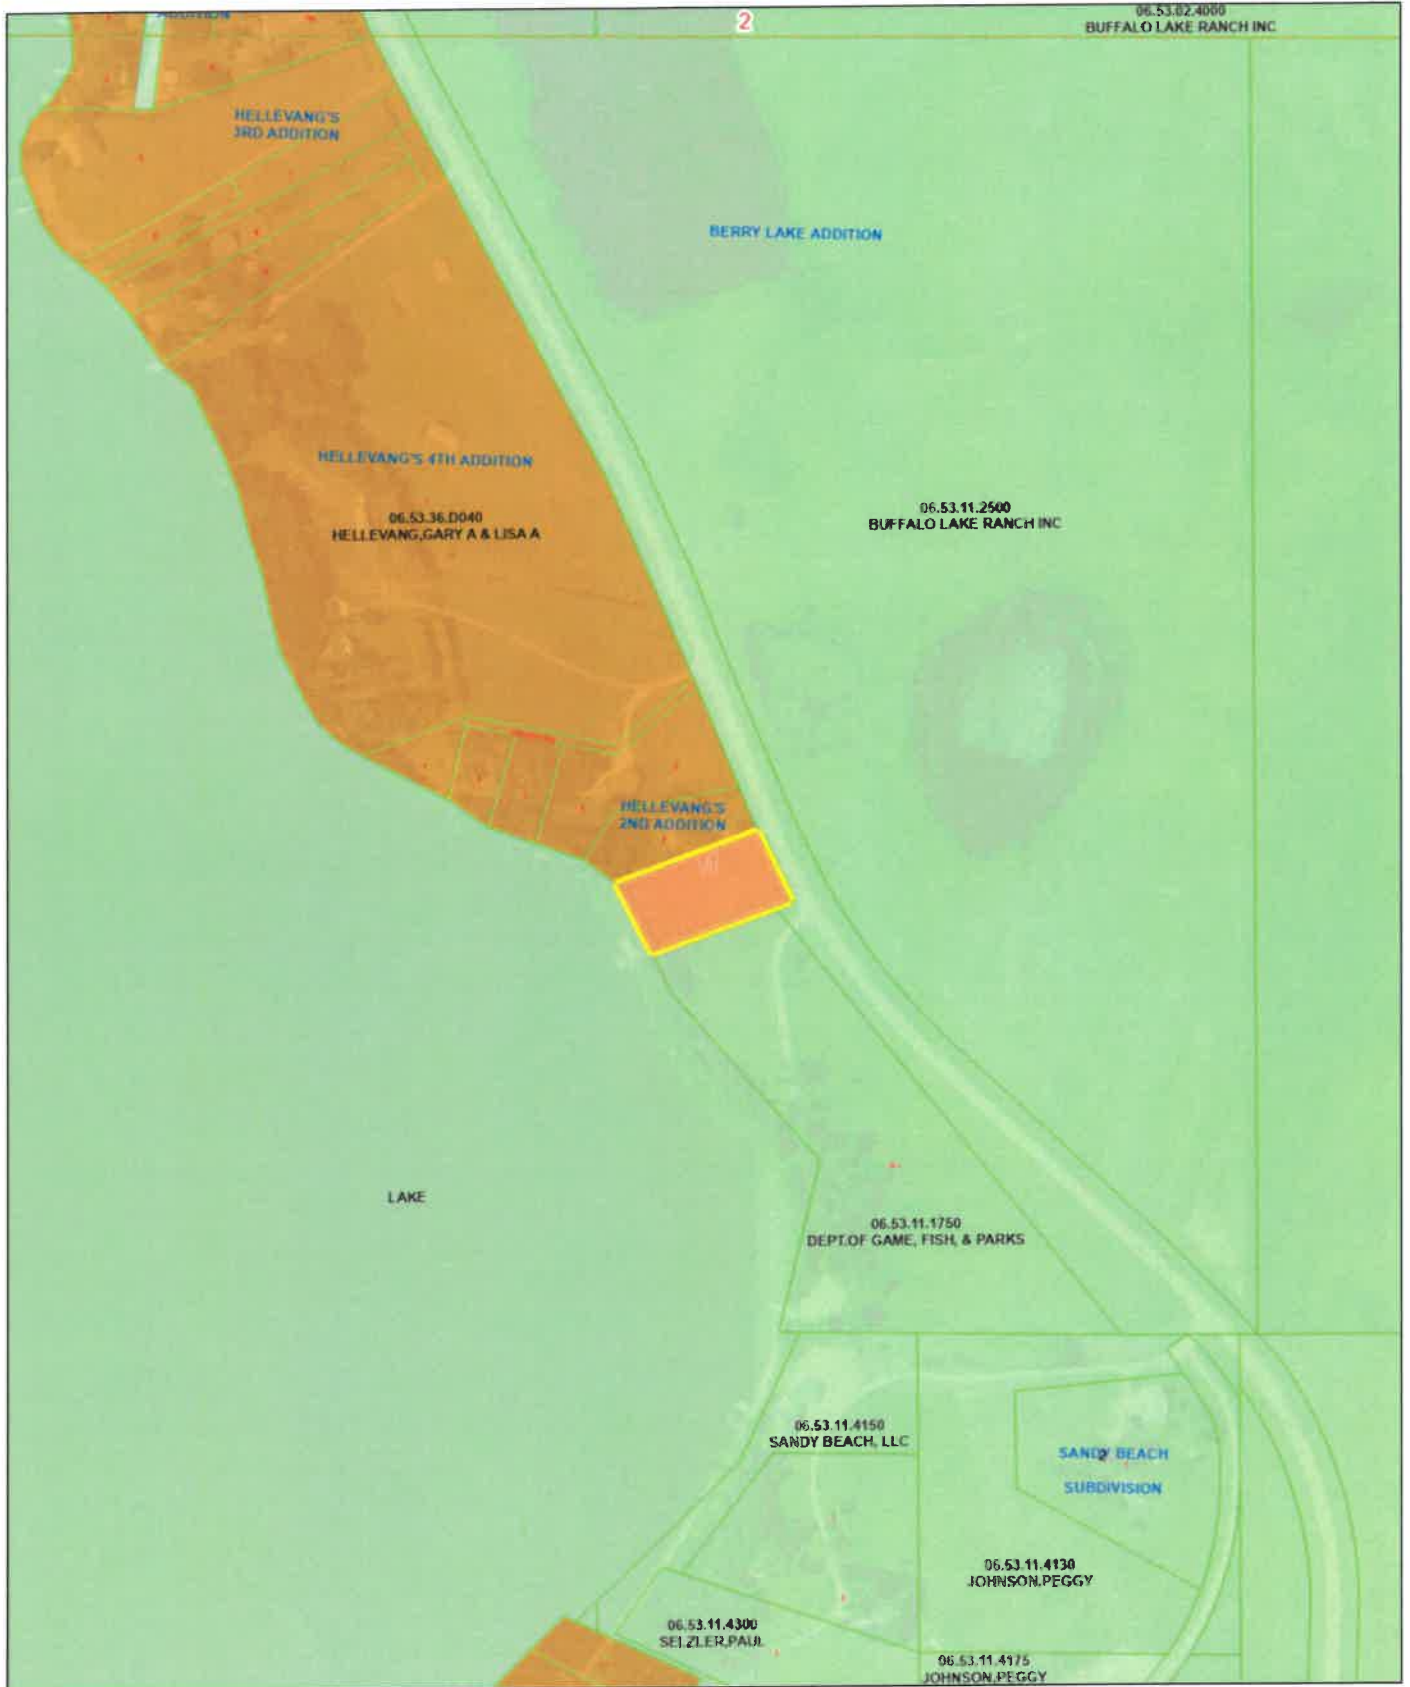 ADDITION
2
06.53.02.4000
BUFFALO LAKE RANCH INC
HELLEVANG'S
3RD ADDITION
BERRY LAKE ADDITION
HELLEVANG'S 4TH ADDITION
06.53.36.D040
HELLEVANG,GARY A & LISA A
06.53.11.2500
BUFFALO LAKE RANCH INC
HELLEVANG'S
2ND ADDITION
LAKE
06.53.11.1750
DEPT.OF GAME, FISH, & PARKS
06.53.11.4150
SANDY BEACH, LLC
SANDY BEACH
SUBDIVISION
06.53.11.4130
JOHNSON,PEGGY
06.53.11.4300
SELZLER,PAUL
06.53.11.4175
JOHNSON,PEGGY